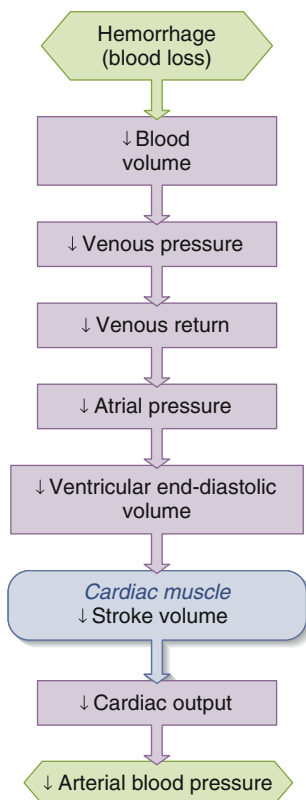 Hemorrhage
(blood loss)
↓ Blood
volume
↓ Venous pressure
↓ Venous return
↓ Atrial pressure
↓ Ventricular end-diastolic
volume
Cardiac muscle
↓ Stroke volume
↓ Cardiac output
↓ Arterial blood pressure